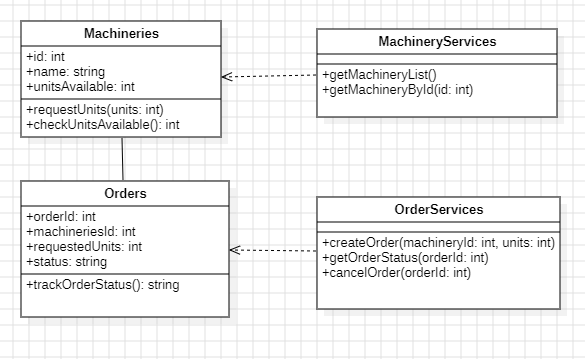 Machineries
+id: int
+name: string
+unitsAvailable: int
+requestUnits(units: int)
+checkUnitsAvailable(): int
MachineryServices
+getMachineryList()
+getMachineryById(id: int)
Orders
+orderId: int
+machineriesId: int
+requestedUnits: int
+status: string
+trackOrderStatus(): string
OrderServices
+createOrder(machineryId: int, units: int)
+getOrderStatus(orderId: int)
+cancelOrder(orderId: int)